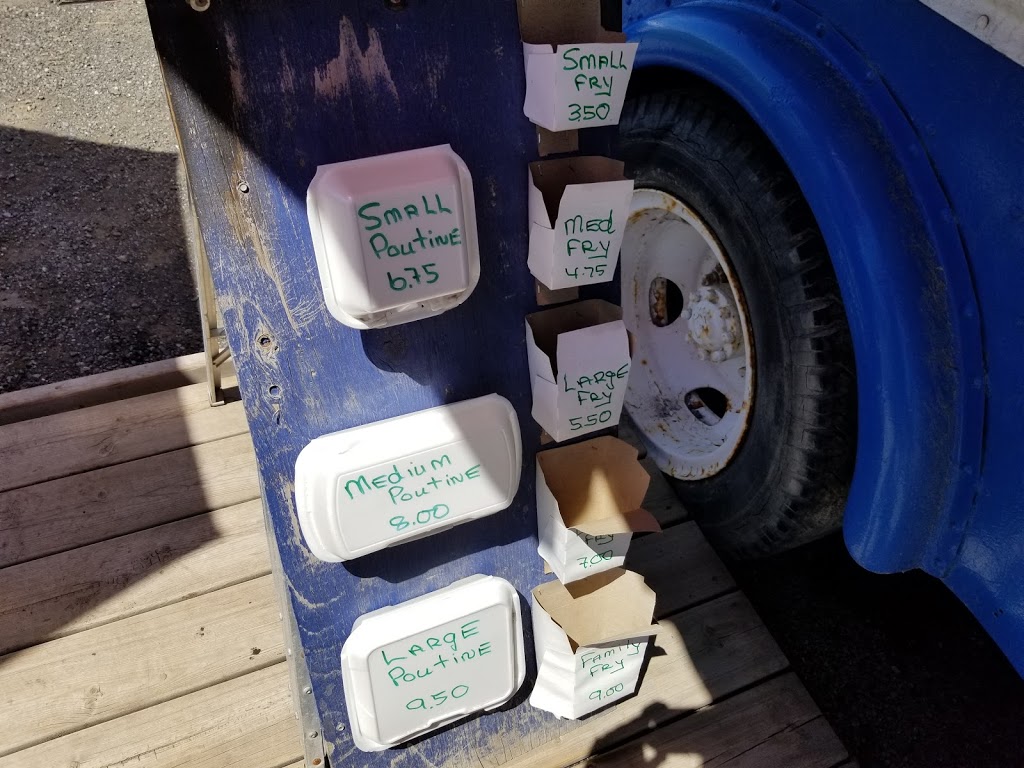 SMALL
POUTINE
6.75
MEDIUM
POUTINE
8.00
LARGE
POUTINE
9.50
SMALL
FRY
3.50
MED
FRY
4.75
LARGE
FRY
5.50
FRY
7.00
FAMILY
FRY
9.00